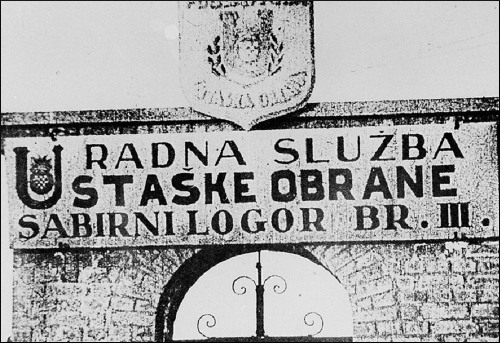 RADNA SLUŽBA
USTAŠKE OBRANE
SABIRNI LOGOR BR. III.